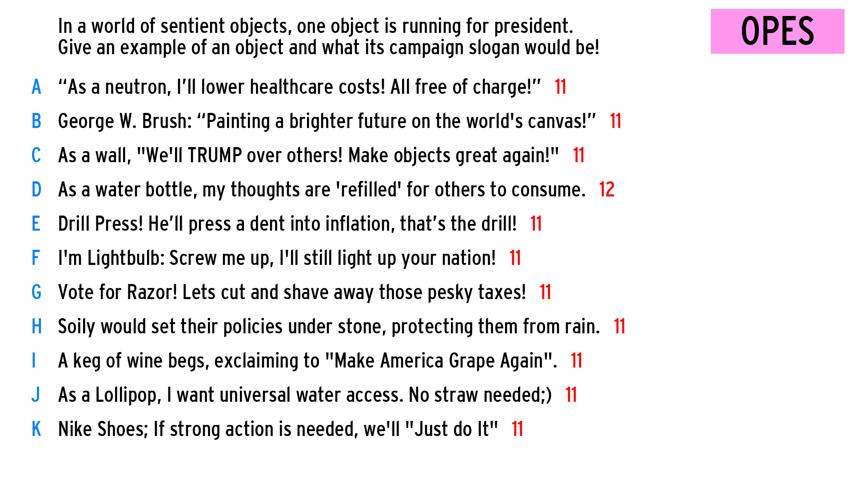 In a world of sentient objects, one object is running for president.
Give an example of an object and what its campaign slogan would be!
OPES
A “As a neutron, I’ll lower healthcare costs! All free of charge!” 11
B George W. Brush: “Painting a brighter future on the world's canvas!” 11
C As a wall, "We'll TRUMP over others! Make objects great again!" 11
D As a water bottle, my thoughts are 'refilled' for others to consume. 12
E Drill Press! He’ll press a dent into inflation, that’s the drill! 11
F I'm Lightbulb: Screw me up, I'll still light up your nation! 11
G Vote for Razor! Lets cut and shave away those pesky taxes! 11
H Soily would set their policies under stone, protecting them from rain. 11
I A keg of wine begs, exclaiming to "Make America Grape Again". 11
J As a Lollipop, I want universal water access. No straw needed;) 11
K Nike Shoes; If strong action is needed, we'll "Just do It" 11